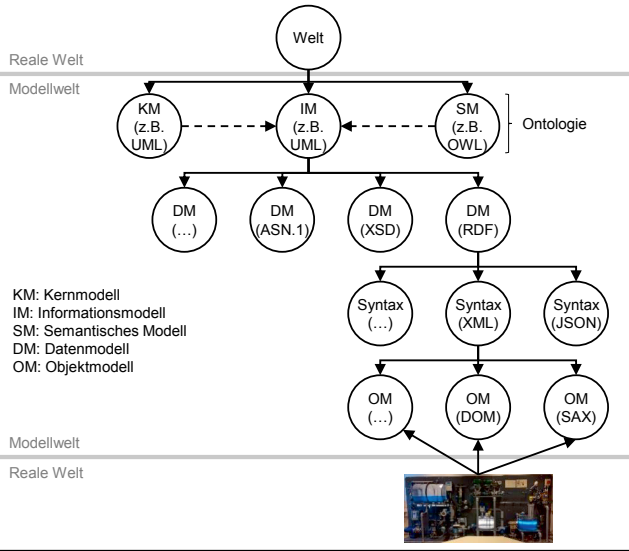 Welt
Reale Welt
Modellwelt
KM
(z.B.
UML)
IM
(z.B.
UML)
SM
(z.B.
OWL)
Ontologie
DM
(…)
DM
(ASN.1)
DM
(XSD)
DM
(RDF)
KM: Kernmodell
IM: Informationsmodell
SM: Semantisches Modell
DM: Datenmodell
OM: Objektmodell
Syntax
(…)
Syntax
(XML)
Syntax
(JSON)
OM
(…)
OM
(DOM)
OM
(SAX)
Modellwelt
Reale Welt